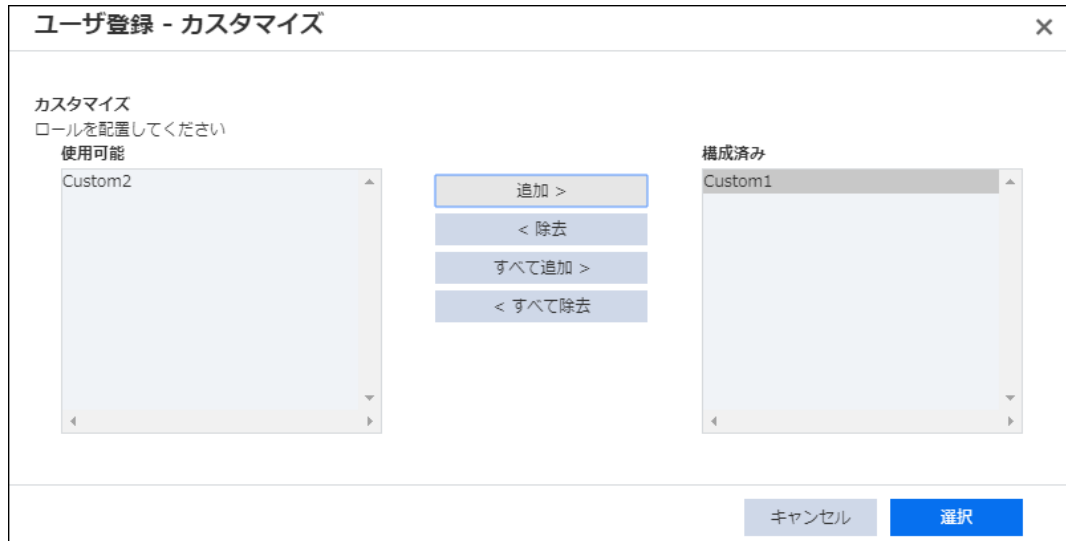 ユーザ登録 - カスタマイズ
×
カスタマイズ
ロールを配置してください
使用可能
Custom2
追加 >
< 除去
すべて追加 >
< すべて除去
構成済み
Custom1
キャンセル
選択